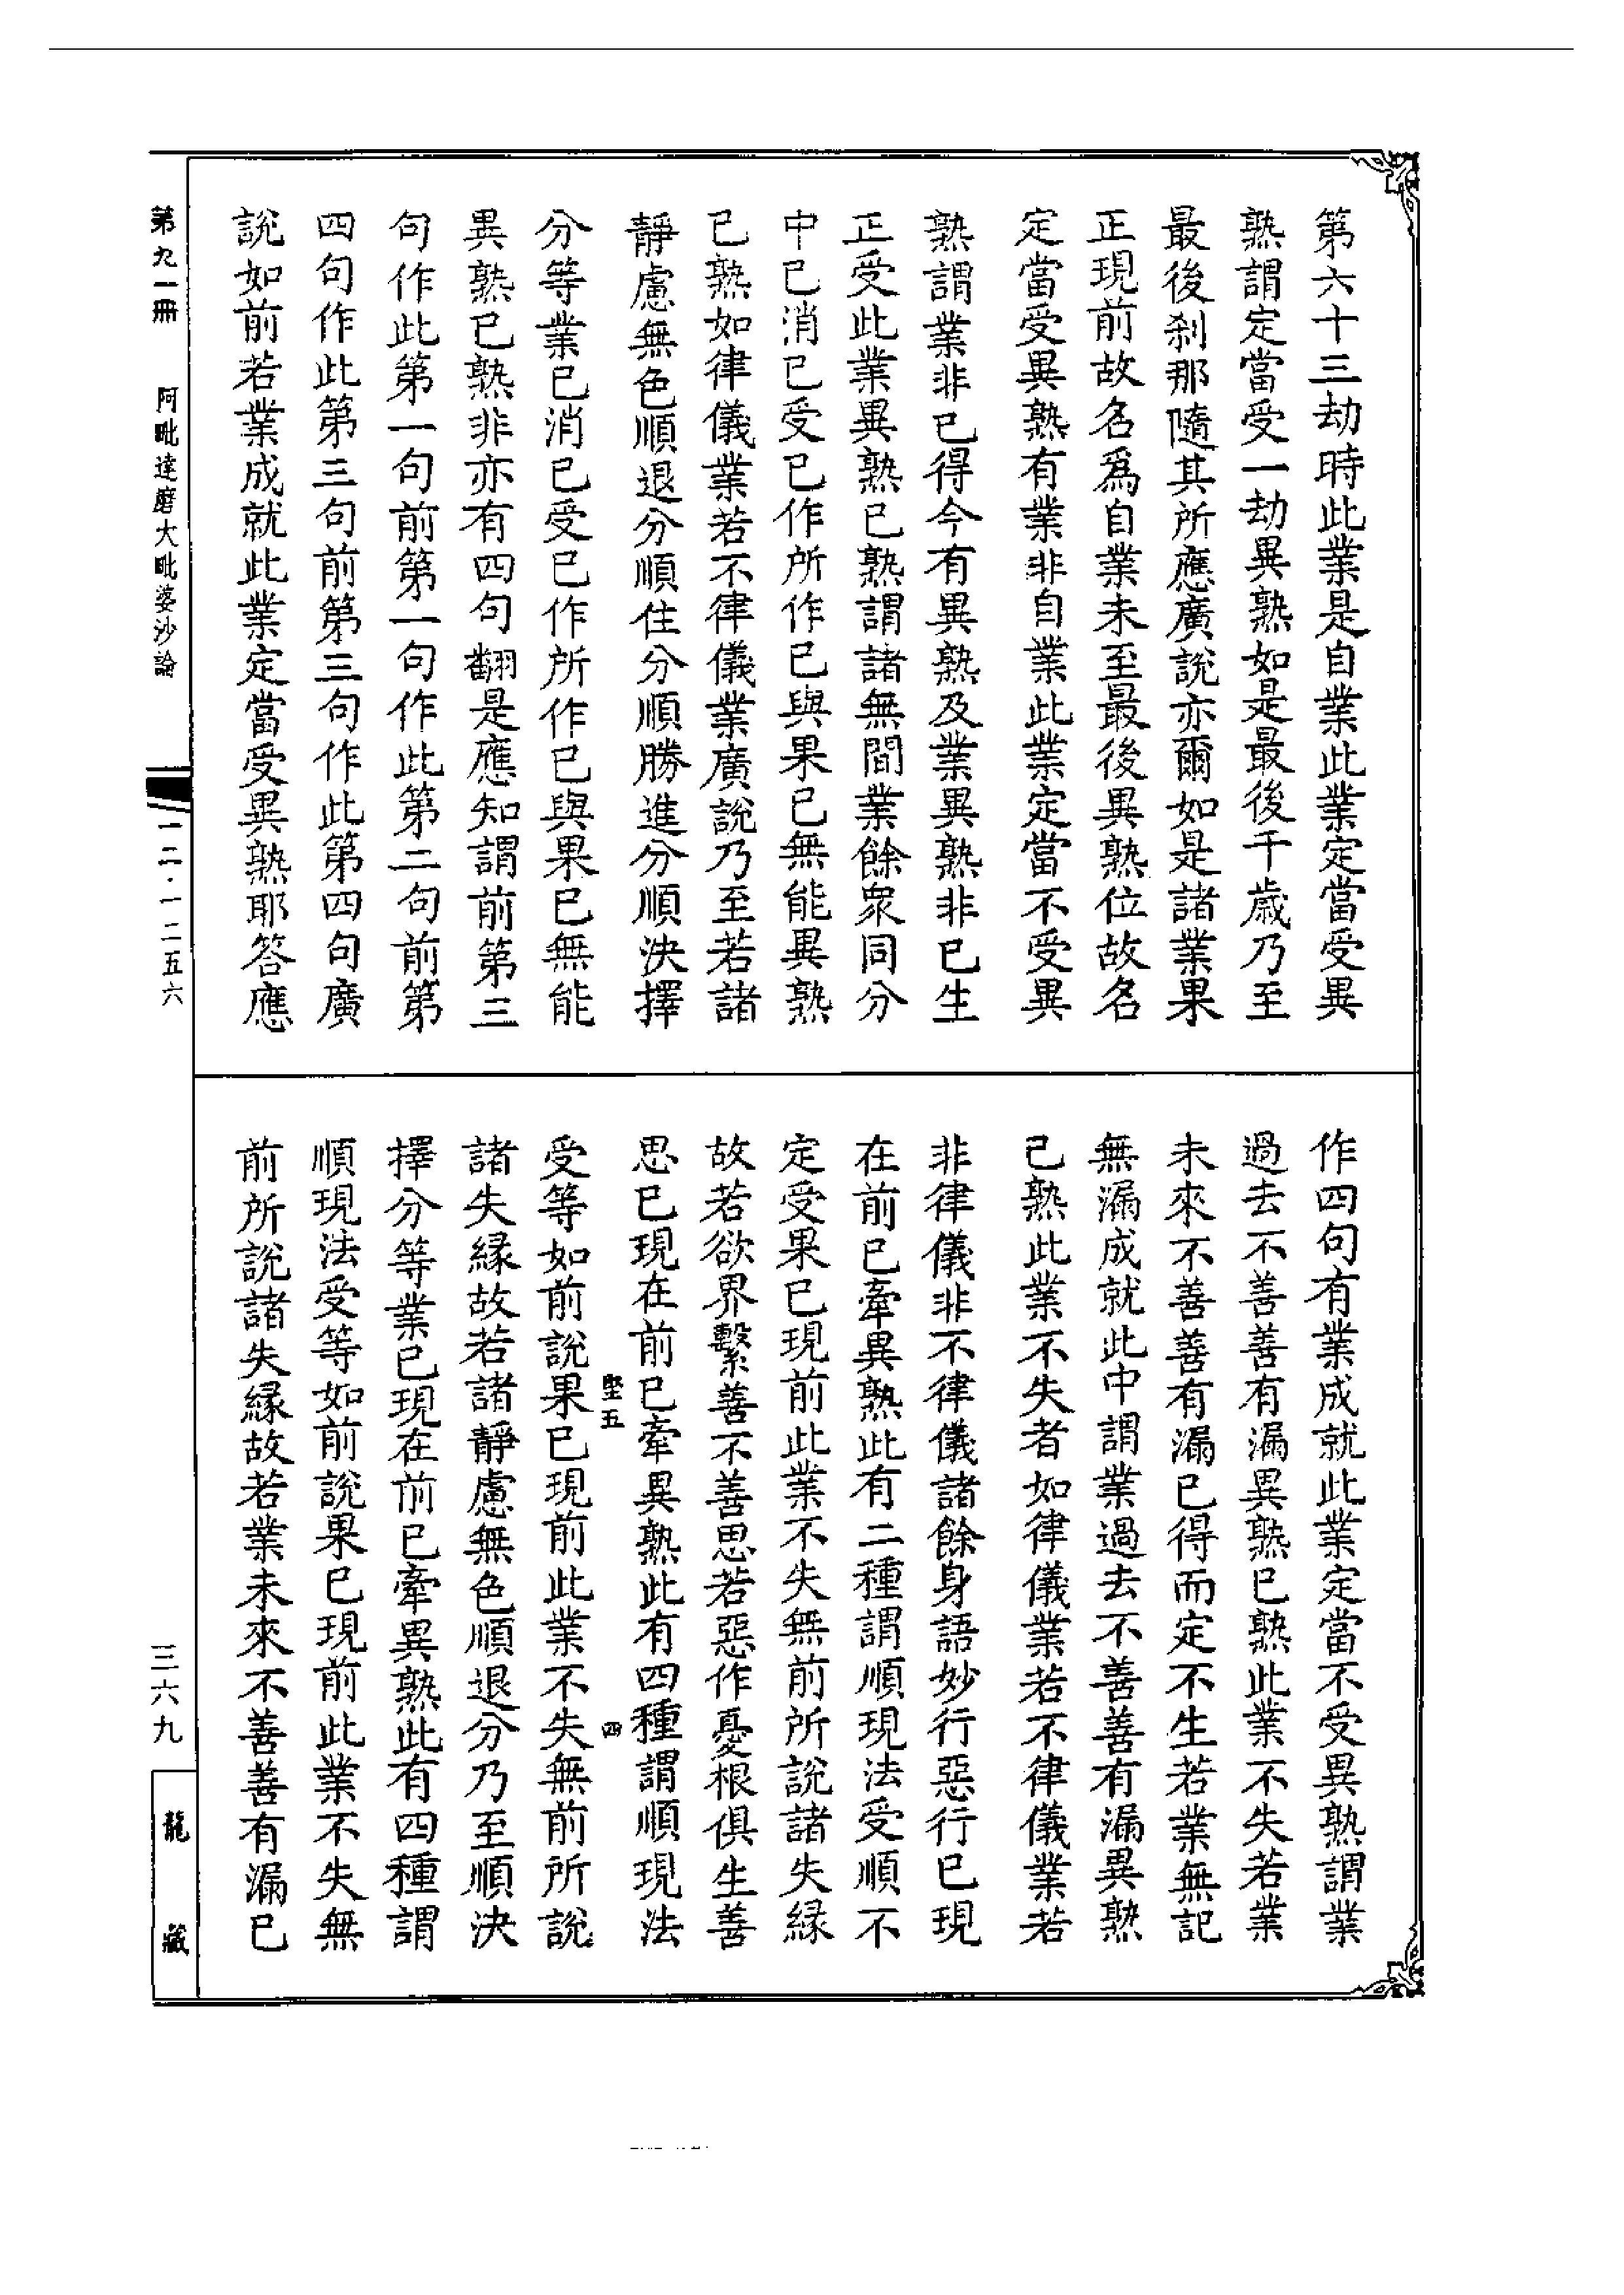 第六十三劫時此業是自業此業定當受異
熟謂定當受一劫異熟如是最後千歲乃至
最後刹那隨其所應廣說亦爾如是諸業果
正現前故名爲自業未至最後異熟位故名
定當受異熟有業非自業此業定當不受異
熟謂業非已得今有異熟及業異熟非已生
正受此業異熟已熟謂諸無間業餘衆同分
中已消已受已作所作已與果已無能異熟
已熟如律儀業若不律儀業廣說乃至若諸
靜慮無色順退分順住分順勝進分順決擇
分等業已消已受已作所作已與果已無能
異熟已熟非亦有四句翻是應知謂前第三
句作此第一句前第一句作此第二句前第
四句作此第三句前第三句作此第四句廣
說如前若業成就此業定當受異熟耶答應
作四句有業成就此業定當不受異熟謂業
過去不善善有漏異熟已熟此業不失若業
未來不善善有漏已得而定不生若業無記
無漏成就此中謂業過去不善善有漏異熟
已熟此業不失者如律儀業若不律儀業若
非律儀非不律儀諸餘身語妙行惡行已現
在前已牽異熟此有二種謂順現法受順不
定受果已現前此業不失無前所說諸失緣
故若欲界繫善不善思若惡作憂根俱生善
思已現在前已牽異熟此有四種謂順現法
堅五
四
受等如前說果已現前此業不失無前所說
諸失緣故若諸靜慮無色順退分乃至順決
擇分等業已現在前已牽異熟此有四種謂
順現法受等如前說果已現前此業不失無
前所說諸失緣故若業未來不善善有漏已
第九一冊
阿毗達磨大毗婆沙論
一二·一二五六
三六九
龍藏